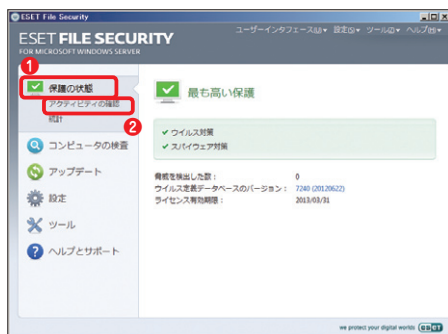 ESET File Security
ユーザーインタフェース(U)▾ 設定(S)▾ ツール(O)▾ ヘルプ(H)▾
ESET FILE SECURITY
FOR MICROSOFT WINDOWS SERVER
1
保護の状態
アクティビティの確認
2
統計
コンピュータの検査
アップデート
設定
ツール
ヘルプとサポート
最も高い保護
ウイルス対策
スパイウェア対策
脅威を検出した数： 0
ウイルス定義データベースのバージョン： 7240 (20120622)
ライセンス有効期限： 2013/03/31
we protect your digital worlds eset